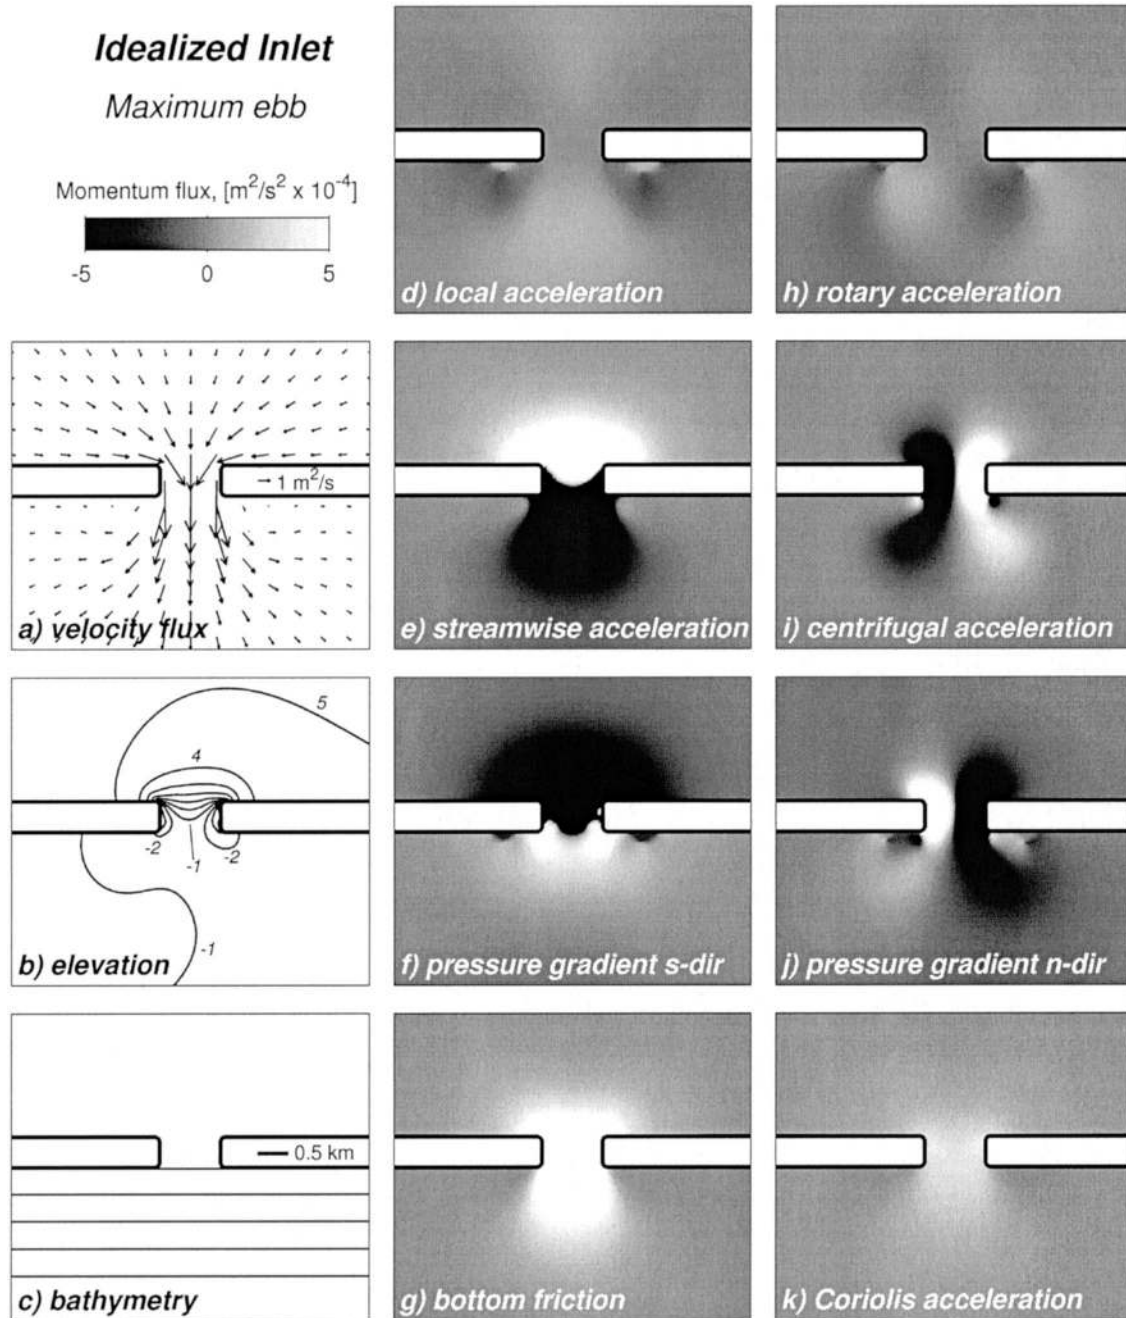 Idealized Inlet
Maximum ebb
Momentum flux, [m²/s² x 10⁻⁴]
-5 0 5
d) local acceleration
h) rotary acceleration
1 m²/s
a) velocity flux
e) streamwise acceleration
i) centrifugal acceleration
5
4
-2
-1
-2
-1
b) elevation
f) pressure gradient s-dir
j) pressure gradient n-dir
0.5 km
c) bathymetry
g) bottom friction
k) Coriolis acceleration